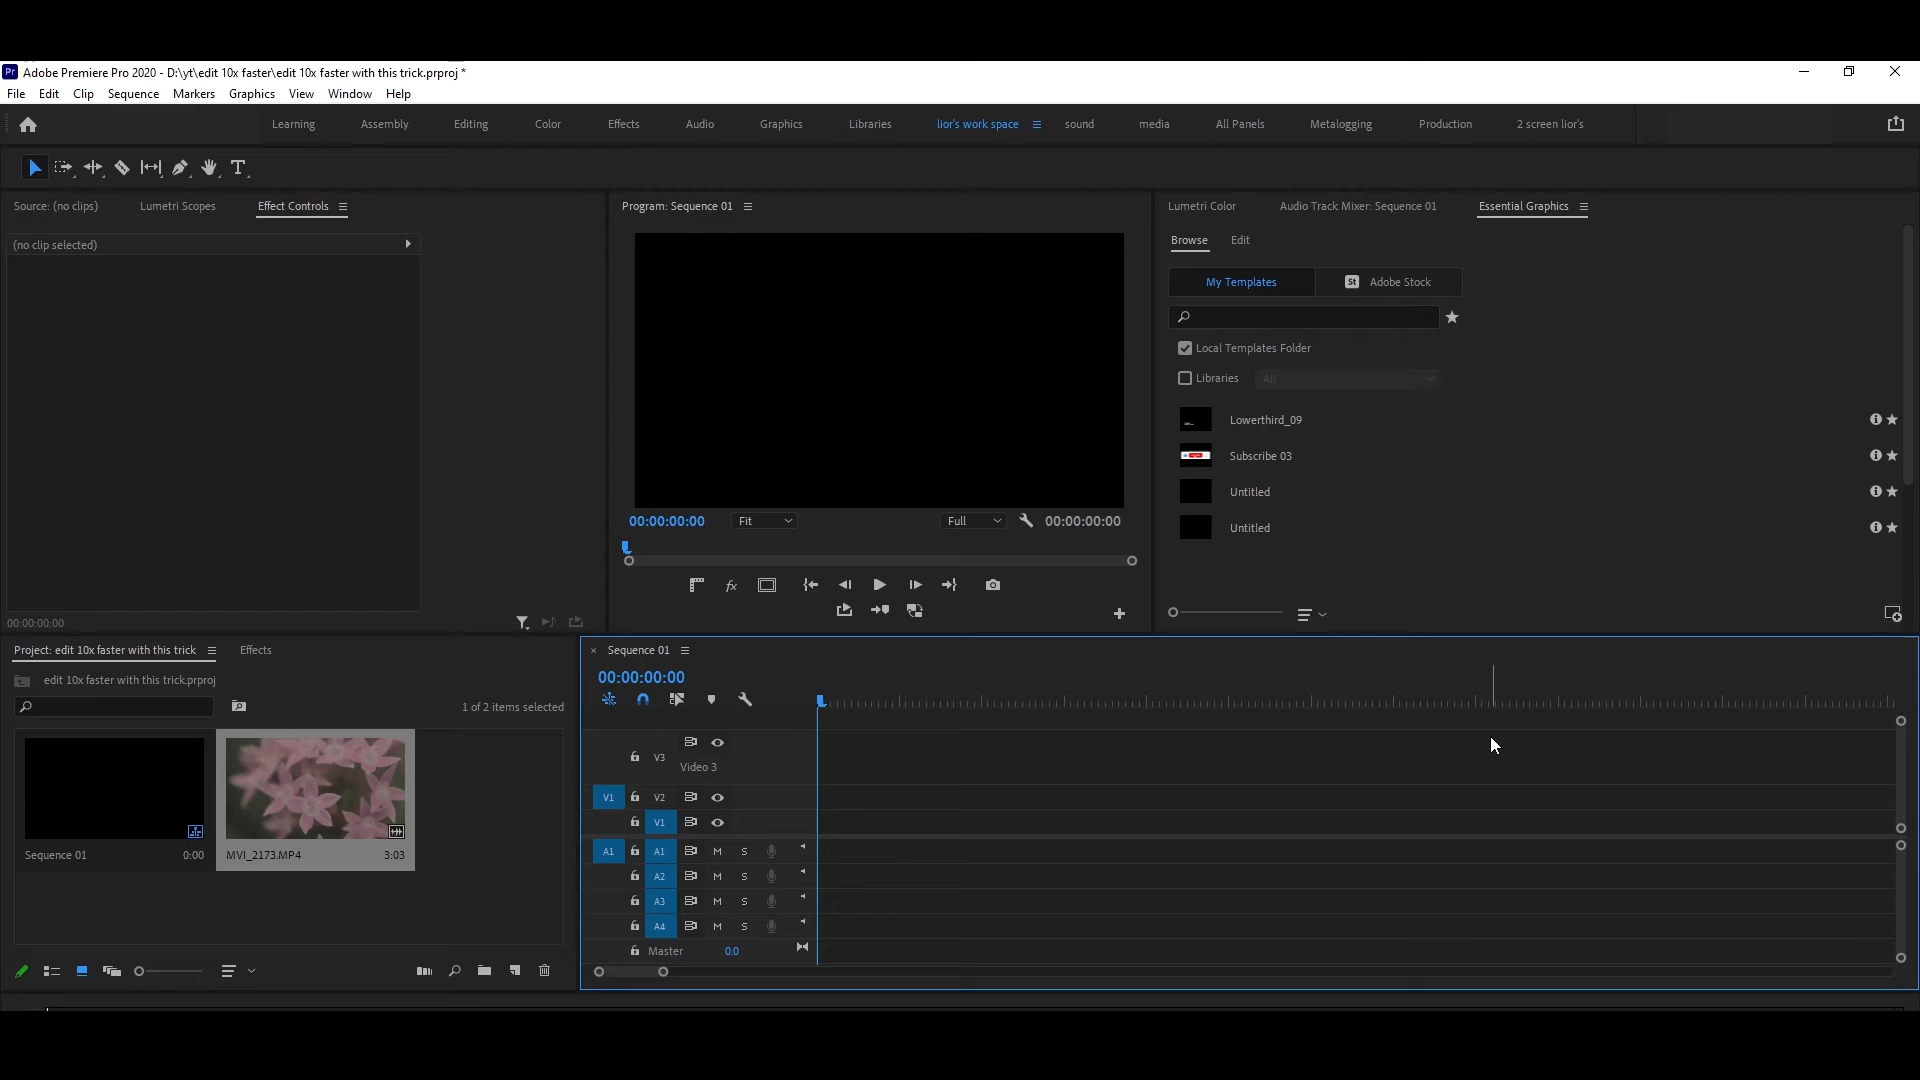 Pr Adobe Premiere Pro 2020 - D:\yt\edit 10x faster\edit 10x faster with this trick.prproj *
File Edit Clip Sequence Markers Graphics View Window Help
Learning Assembly Editing Color Effects Audio Graphics Libraries lior's work space sound media All Panels Metalogging Production 2 screen lior's
T
Source: (no clips) Lumetri Scopes Effect Controls
(no clip selected)
00:00:00:00
Program: Sequence 01
00:00:00:00 Fit Full 00:00:00:00
fx
Lumetri Color Audio Track Mixer: Sequence 01 Essential Graphics
Browse Edit
My Templates St Adobe Stock
Local Templates Folder
Libraries All
Lowerthird_09
Subscribe 03
Untitled
Untitled
Project: edit 10x faster with this trick Effects
edit 10x faster with this trick.prproj
1 of 2 items selected
Sequence 01 0:00
MVI_2173.MP4 3:03
× Sequence 01
00:00:00:00
V3
Video 3
V1 V2
V1
A1 A1 M S
A2 M S
A3 M S
A4 M S
Master 0.0